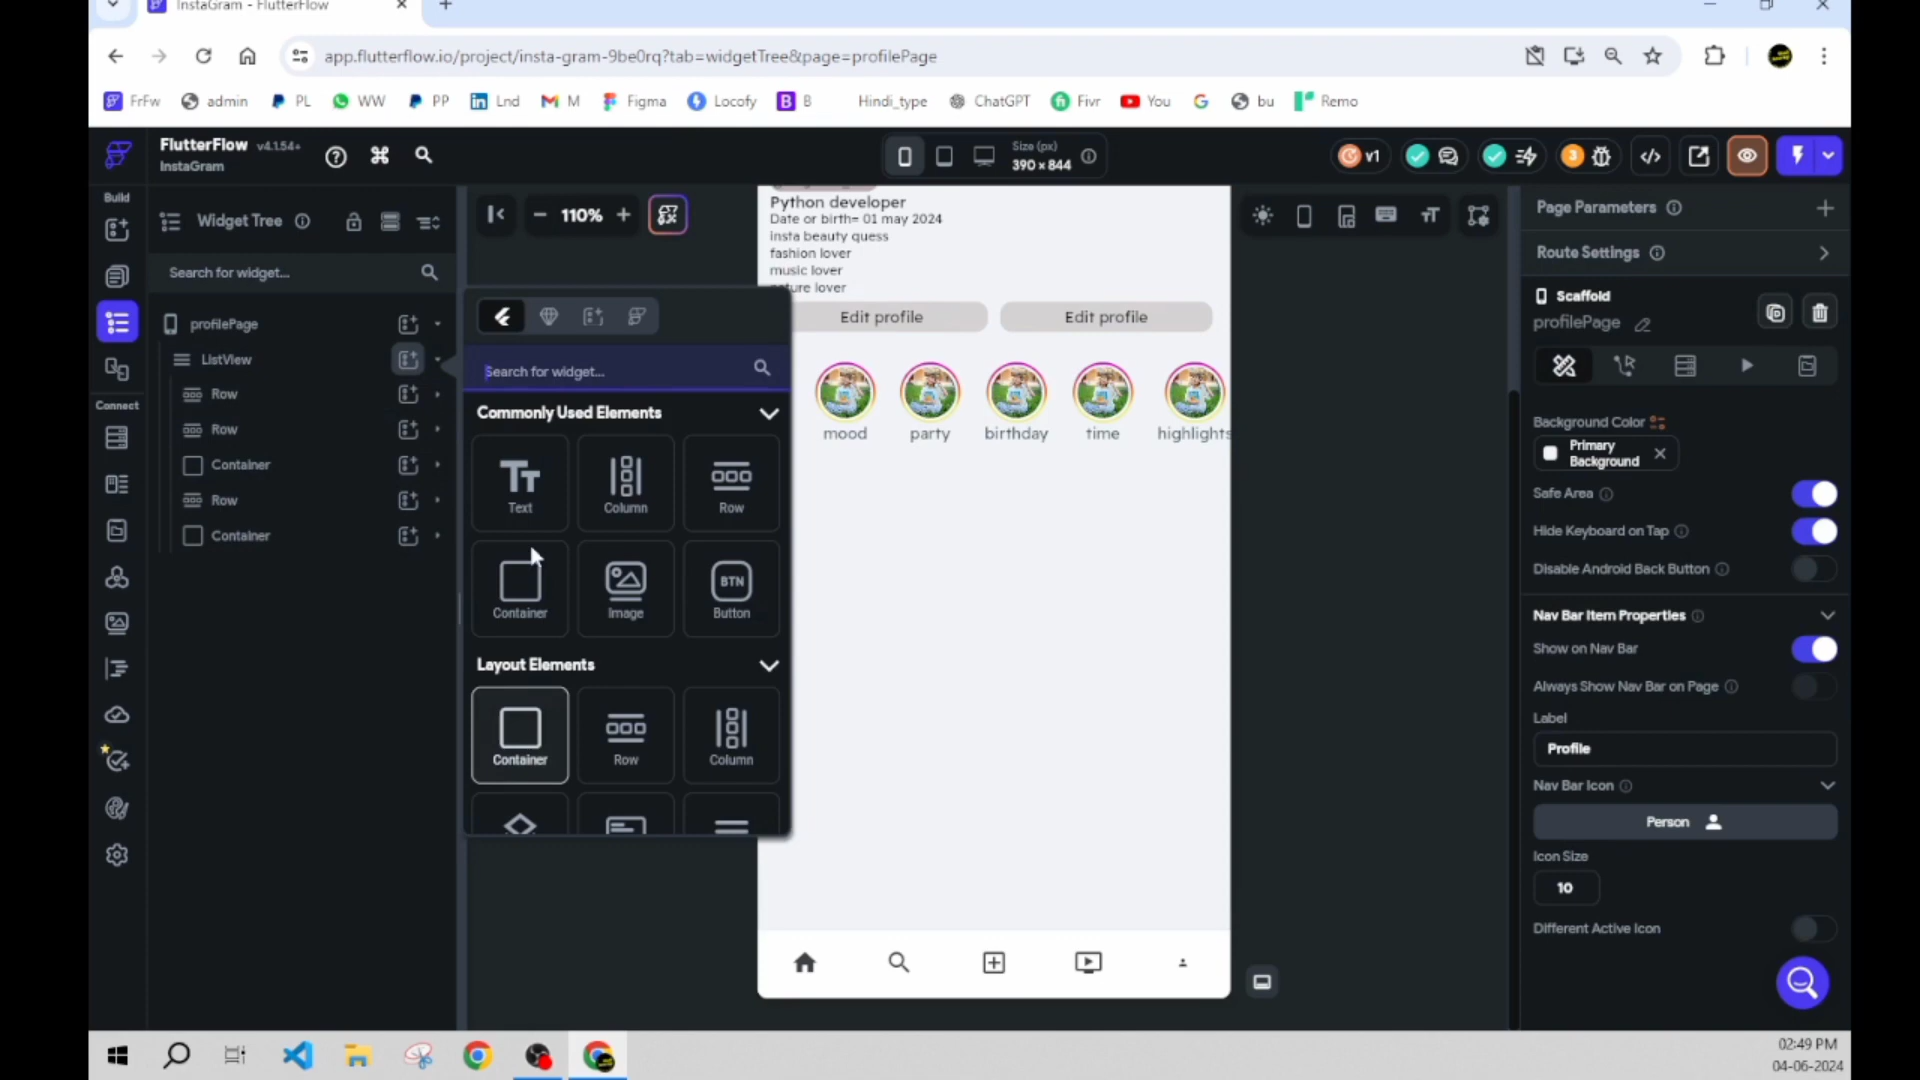 InstaGram - FlutterFlow
app.flutterflow.io/project/insta-gram-9be0rq?tab=widgetTree&page=profilePage
FrFw admin PL WW PP Lnd M Figma Locofy B Hindi_type ChatGPT Fivr You bu Remo
FlutterFlow v4.1.54+
InstaGram
Size (px)
390 × 844
v1
3
Build
Widget Tree
Search for widget...
profilePage
ListView
Row
Row
Container
Row
Container
Connect
110%
Search for widget...
Commonly Used Elements
Text
Column
Row
Container
Image
BTN
Button
Layout Elements
Container
Row
Column
Python developer
Date or birth= 01 may 2024
insta beauty quess
fashion lover
music lover
lover
Edit profile
Edit profile
mood
party
birthday
time
highlights
Page Parameters
Route Settings
Scaffold
profilePage
Background Color
Primary
Background
Safe Area
Hide Keyboard on Tap
Disable Android Back Button
Nav Bar Item Properties
Show on Nav Bar
Always Show Nav Bar on Page
Label
Profile
Nav Bar Icon
Person
Icon Size
10
Different Active Icon
02:49 PM
04-06-2024